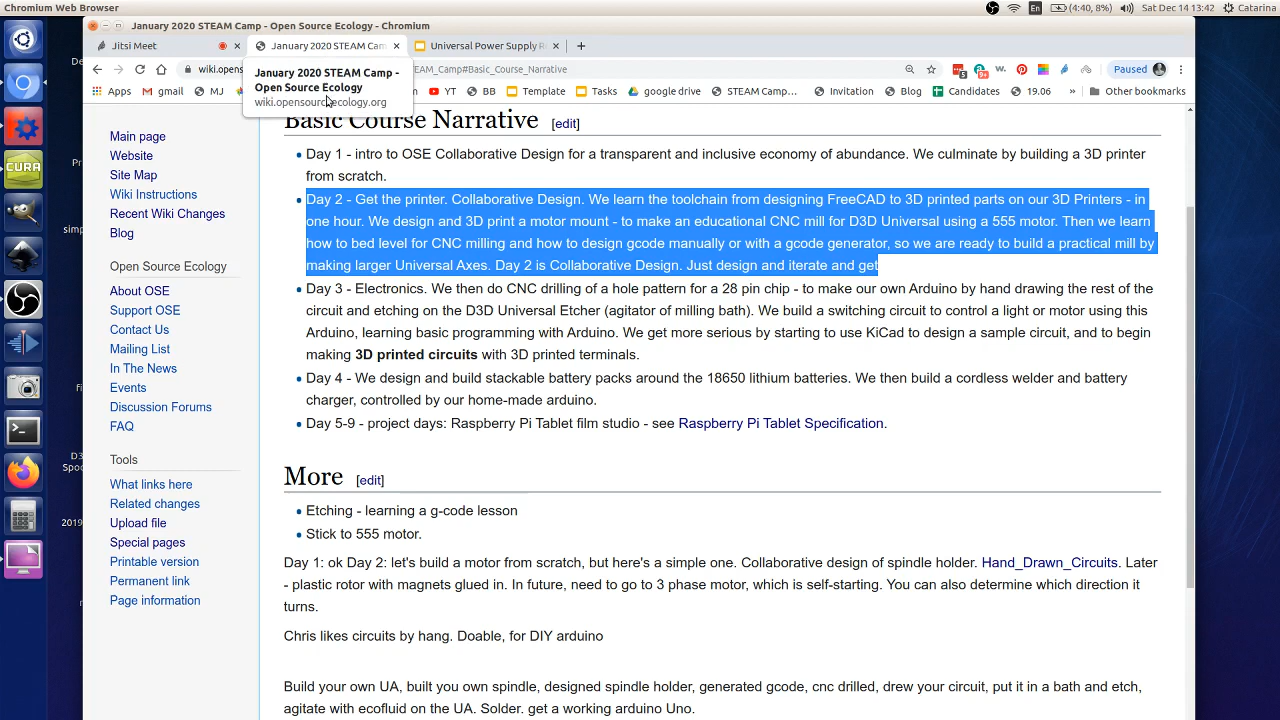 Chromium Web Browser
En
(4:40, 8%)
Sat Dec 14 13:42
Catarina
January 2020 STEAM Camp - Open Source Ecology - Chromium
Jitsi Meet
January 2020 STEAM Cam
Universal Power Supply R
wiki.opens
EAM_Camp#Basic_Course_Narrative
Paused
January 2020 STEAM Camp -
Open Source Ecology
wiki.opensourceecology.org
Apps
gmail
MJ
YT
BB
Template
Tasks
google drive
STEAM Camp...
Invitation
Blog
Candidates
19.06
»
Other bookmarks
Main page
Website
Site Map
Wiki Instructions
Recent Wiki Changes
Blog
Open Source Ecology
About OSE
Support OSE
Contact Us
Mailing List
In The News
Events
Discussion Forums
FAQ
Tools
What links here
Related changes
Upload file
Special pages
Printable version
Permanent link
Page information
Basic Course Narrative [edit]
Day 1 - intro to OSE Collaborative Design for a transparent and inclusive economy of abundance. We culminate by building a 3D printer
from scratch.
Day 2 - Get the printer. Collaborative Design. We learn the toolchain from designing FreeCAD to 3D printed parts on our 3D Printers - in
one hour. We design and 3D print a motor mount - to make an educational CNC mill for D3D Universal using a 555 motor. Then we learn
how to bed level for CNC milling and how to design gcode manually or with a gcode generator, so we are ready to build a practical mill by
making larger Universal Axes. Day 2 is Collaborative Design. Just design and iterate and get
Day 3 - Electronics. We then do CNC drilling of a hole pattern for a 28 pin chip - to make our own Arduino by hand drawing the rest of the
circuit and etching on the D3D Universal Etcher (agitator of milling bath). We build a switching circuit to control a light or motor using this
Arduino, learning basic programming with Arduino. We get more serious by starting to use KiCad to design a sample circuit, and to begin
making 3D printed circuits with 3D printed terminals.
Day 4 - We design and build stackable battery packs around the 18650 lithium batteries. We then build a cordless welder and battery
charger, controlled by our home-made arduino.
Day 5-9 - project days: Raspberry Pi Tablet film studio - see Raspberry Pi Tablet Specification.
More [edit]
Etching - learning a g-code lesson
Stick to 555 motor.
Day 1: ok Day 2: let's build a motor from scratch, but here's a simple one. Collaborative design of spindle holder. Hand_Drawn_Circuits. Later
- plastic rotor with magnets glued in. In future, need to go to 3 phase motor, which is self-starting. You can also determine which direction it
turns.
Chris likes circuits by hang. Doable, for DIY arduino
Build your own UA, built you own spindle, designed spindle holder, generated gcode, cnc drilled, drew your circuit, put it in a bath and etch,
agitate with ecofluid on the UA. Solder. get a working arduino Uno.